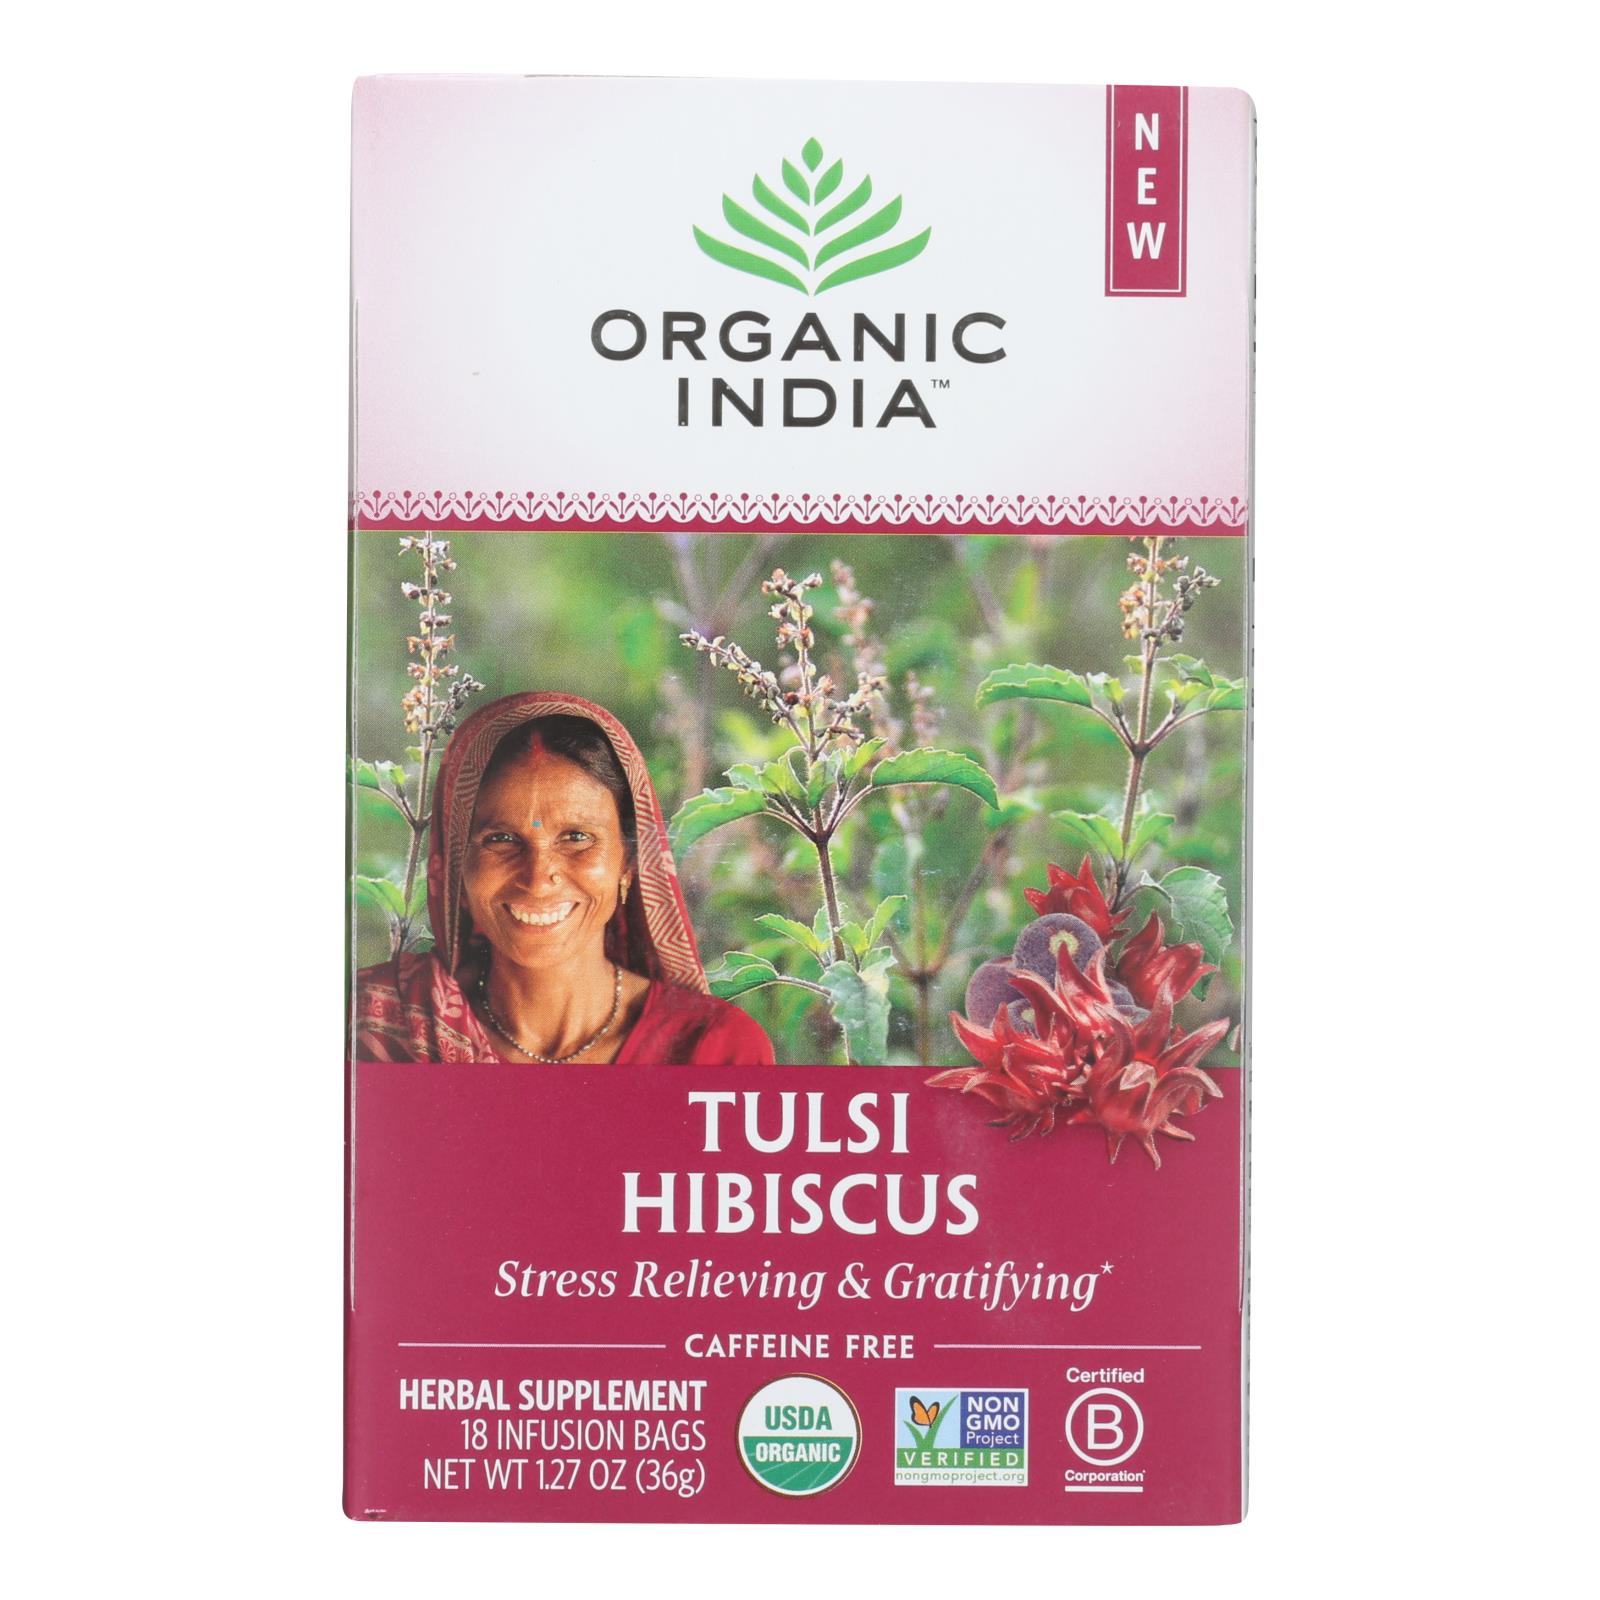 NEW
ORGANIC
INDIA™
TULSI
HIBISCUS
Stress Relieving & Gratifying*
CAFFEINE FREE
HERBAL SUPPLEMENT
18 INFUSION BAGS
NET WT 1.27 OZ (36g)
USDA
ORGANIC
NON
GMO
Project
VERIFIED
nongmoproject.org
Certified
B
Corporation